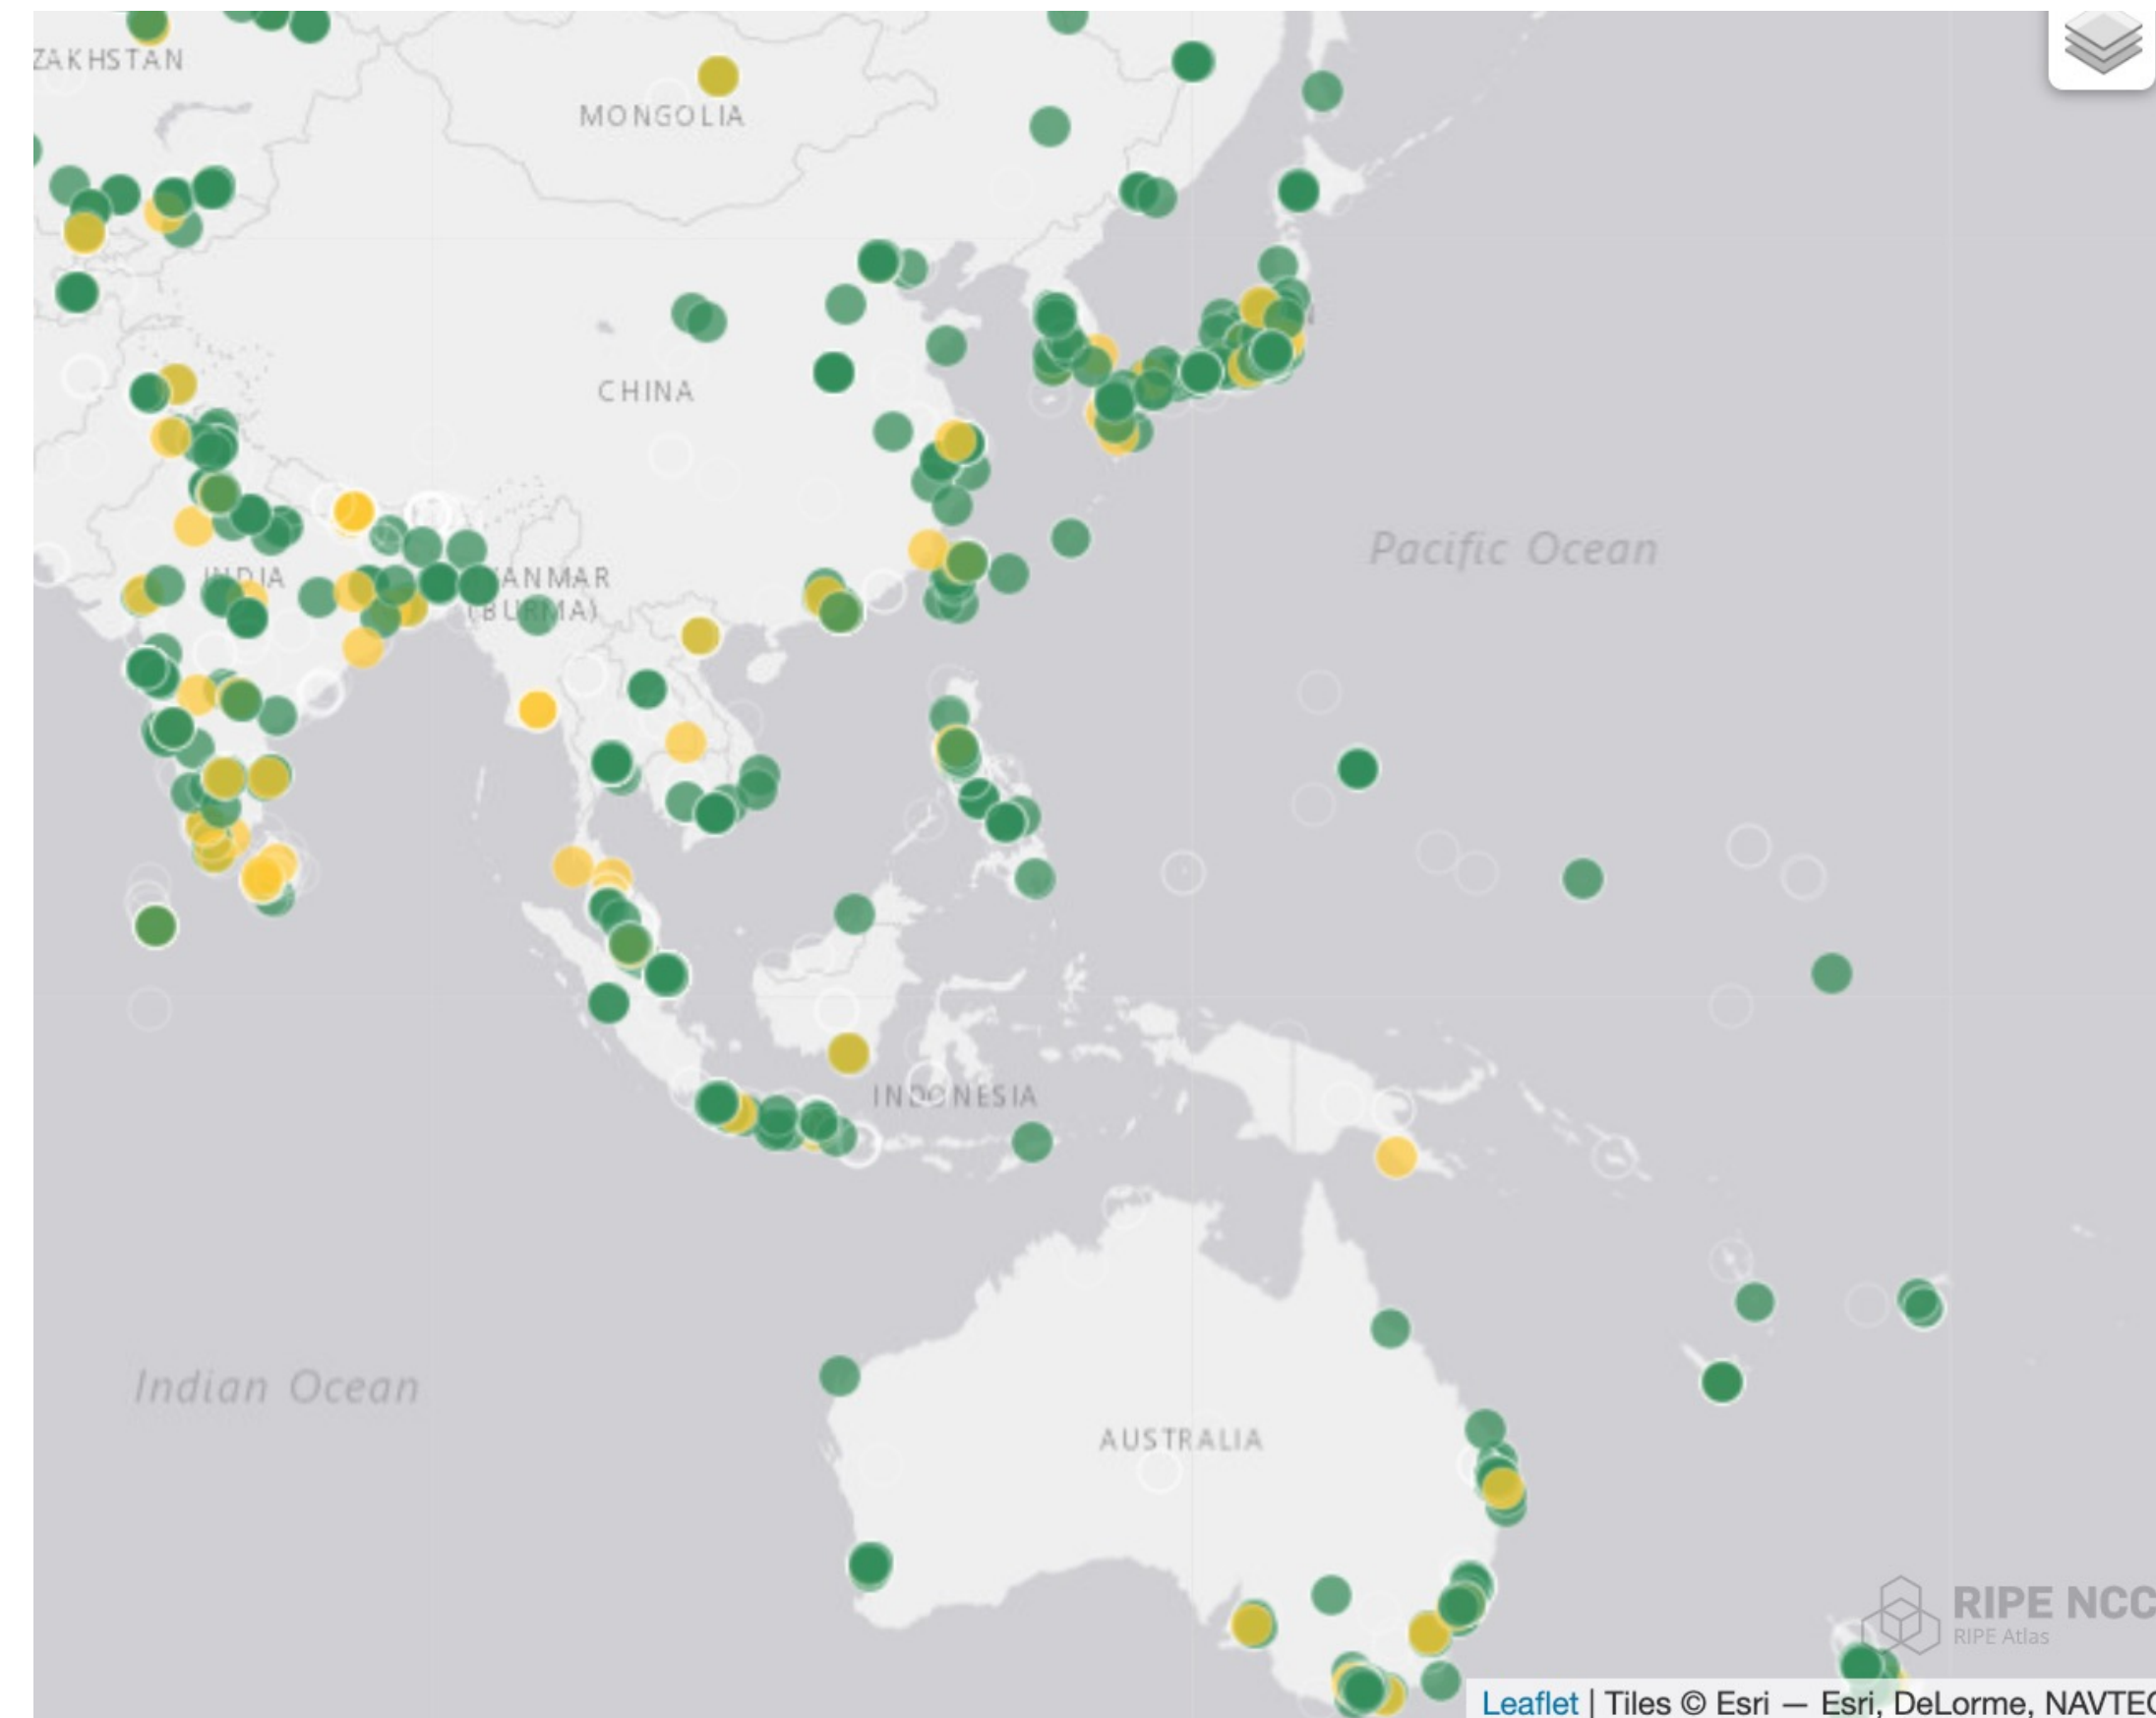 ZAKHSTAN
MONGOLIA
CHINA
Pacific Ocean
INDIA
ANMAR
(BURMA)
INDONESIA
Indian Ocean
AUSTRALIA
RIPE NCC
RIPE Atlas
Leaflet | Tiles © Esri — Esri, DeLorme, NAVTEQ